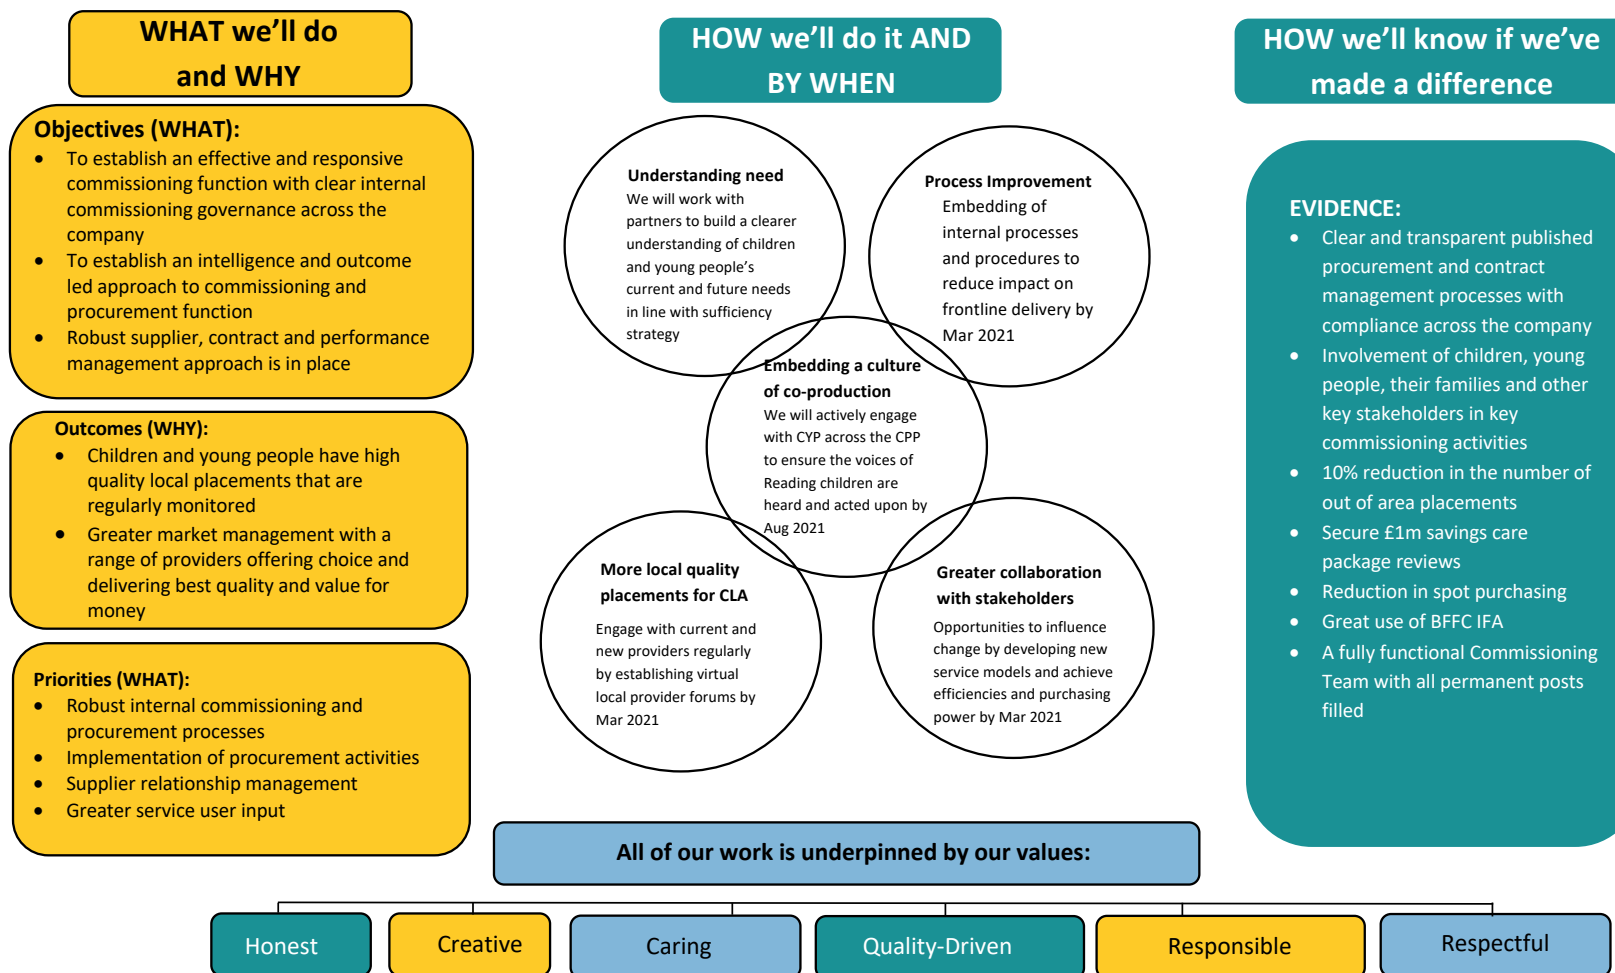 WHAT we'll do
and WHY
Objectives (WHAT):
• To establish an effective and responsive
commissioning function with clear internal
commissioning governance across the
company
• To establish an intelligence and outcome
led approach to commissioning and
procurement function
• Robust supplier, contract and performance
management approach is in place
Outcomes (WHY):
• Children and young people have high
quality local placements that are
regularly monitored
• Greater market management with a
range of providers offering choice and
delivering best quality and value for
money
Priorities (WHAT):
• Robust internal commissioning and
procurement processes
• Implementation of procurement activities
• Supplier relationship management
• Greater service user input
HOW we'll do it AND
BY WHEN
Understanding need
We will work with
partners to build a clearer
understanding of children
and young people's
current and future needs
in line with sufficiency
strategy
Process Improvement
Embedding of
internal processes
and procedures to
reduce impact on
frontline delivery by
Mar 2021
Embedding a culture
of co-production
We will actively engage
with CYP across the CPP
to ensure the voices of
Reading children are
heard and acted upon by
Aug 2021
More local quality
placements for CLA
Engage with current and
new providers regularly
by establishing virtual
local provider forums by
Mar 2021
Greater collaboration
with stakeholders
Opportunities to influence
change by developing new
service models and achieve
efficiencies and purchasing
power by Mar 2021
HOW we'll know if we've
made a difference
EVIDENCE:
• Clear and transparent published
procurement and contract
management processes with
compliance across the company
• Involvement of children, young
people, their families and other
key stakeholders in key
commissioning activities
• 10% reduction in the number of
out of area placements
• Secure £1m savings care
package reviews
• Reduction in spot purchasing
• Great use of BFFC IFA
• A fully functional Commissioning
Team with all permanent posts
filled
All of our work is underpinned by our values:
Honest
Creative
Caring
Quality-Driven
Responsible
Respectful